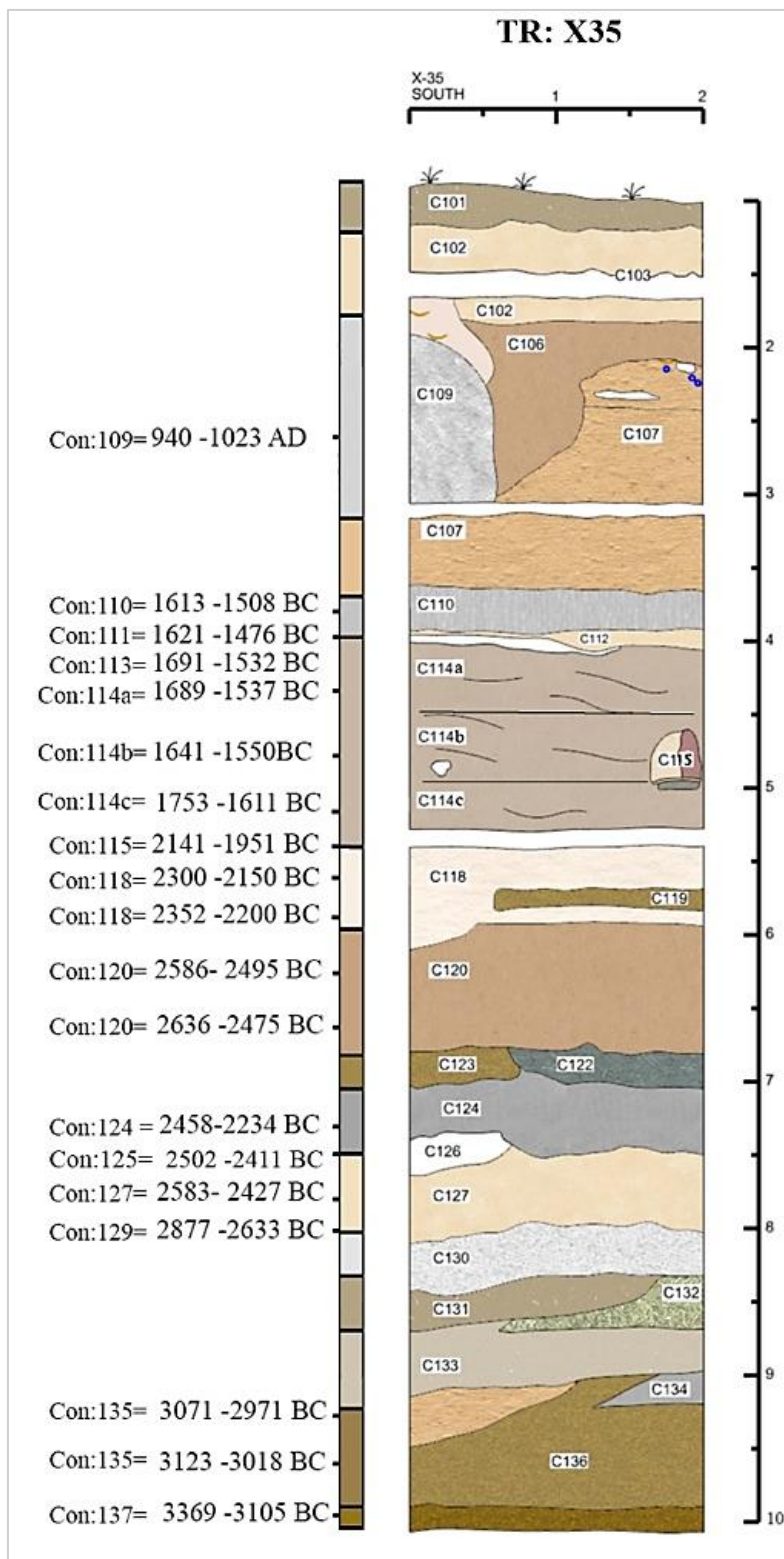 TR: X35
X-35
SOUTH
1
2
C101
C102
C103
2
C102
C106
C109
C107
Con:109= 940 -1023 AD
3
C107
Con:110= 1613 -1508 BC
C110
Con:111= 1621 -1476 BC
C112
4
Con:113= 1691 -1532 BC
C114a
Con:114a= 1689 -1537 BC
C114b
Con:114b= 1641 -1550BC
C115
5
C114c
Con:114c= 1753 -1611 BC
Con:115= 2141 -1951 BC
Con:118= 2300 -2150 BC
C118
C119
Con:118= 2352 -2200 BC
6
Con:120= 2586- 2495 BC
C120
Con:120= 2636 -2475 BC
C123
C122
7
C124
Con:124 = 2458-2234 BC
Con:125= 2502 -2411 BC
C126
Con:127= 2583- 2427 BC
C127
8
Con:129= 2877 -2633 BC
C130
C131
C132
C133
9
C134
Con:135= 3071 -2971 BC
Con:135= 3123 -3018 BC
C136
Con:137= 3369 -3105 BC
10